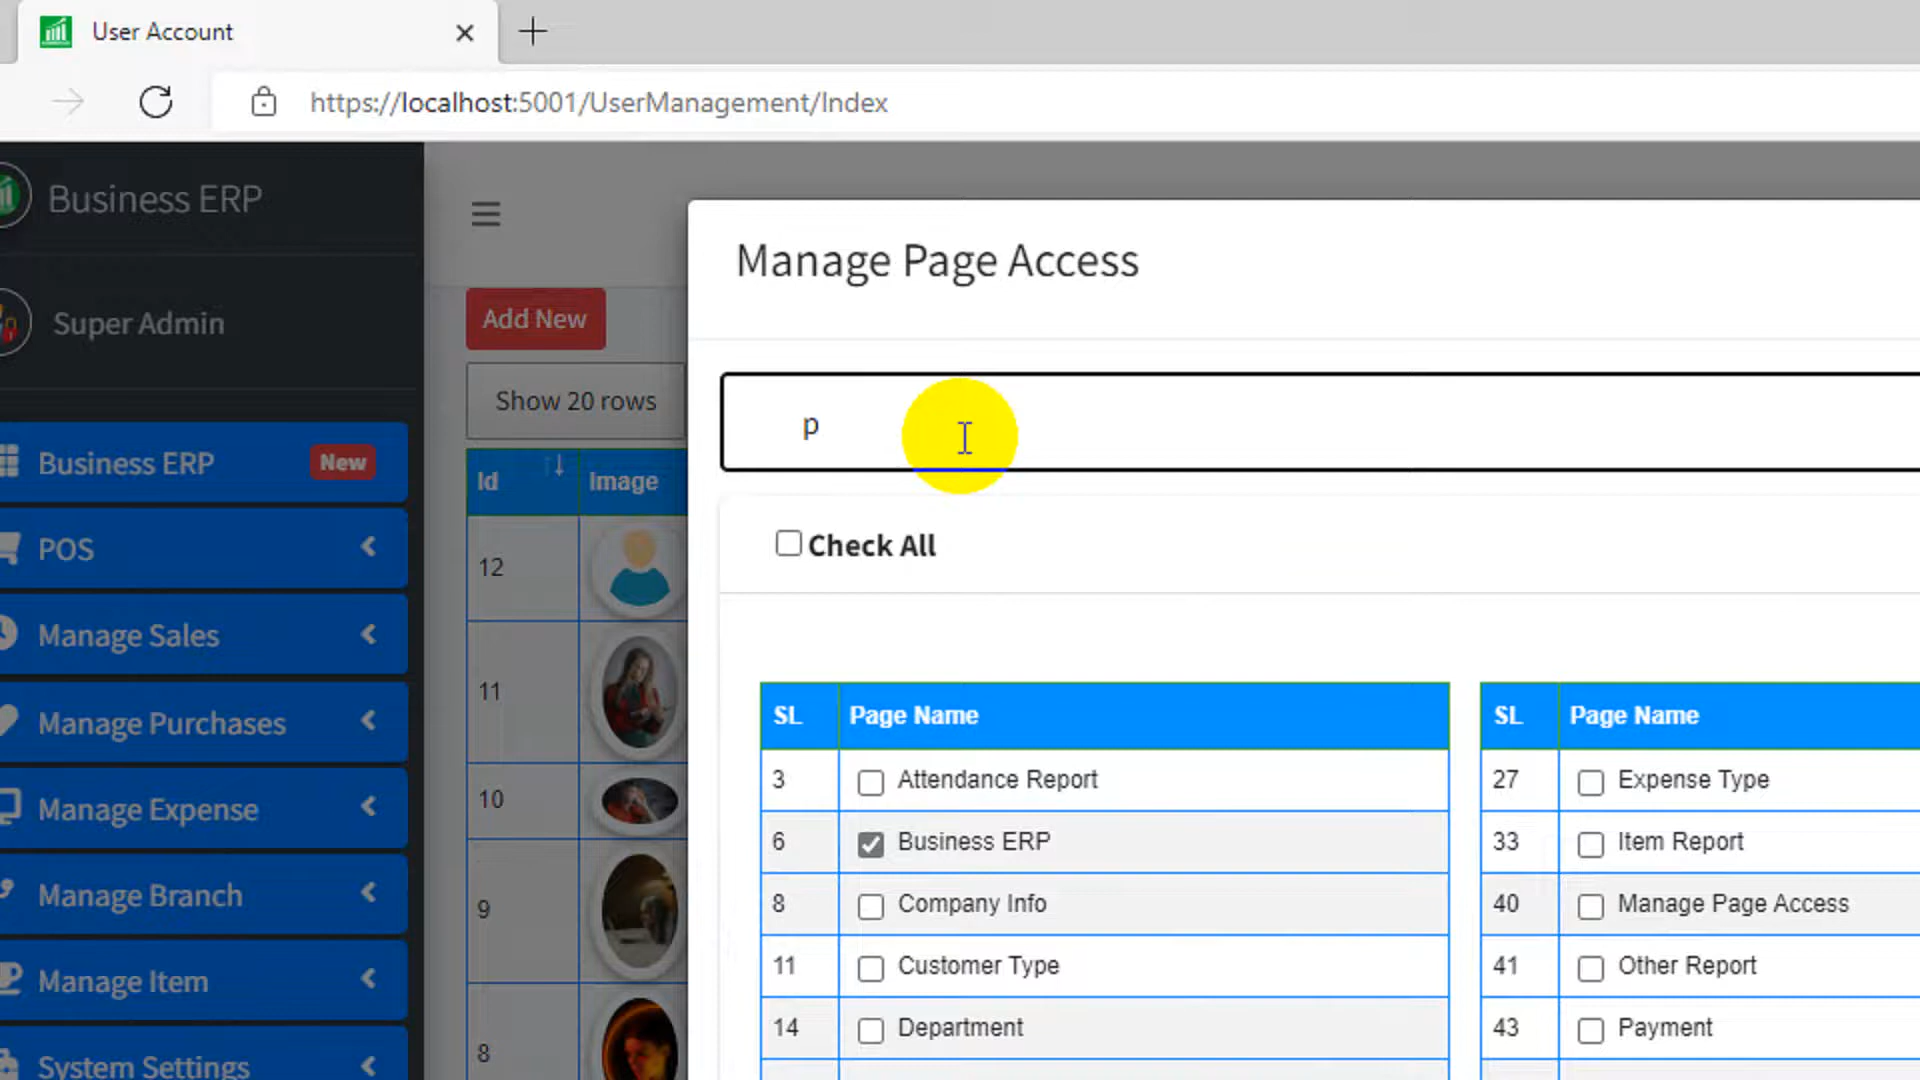 User Account
https://localhost:5001/UserManagement/Index
Business ERP
Super Admin
Business ERP New
POS
Manage Sales
Manage Purchases
Manage Expense
Manage Branch
Manage Item
System Settings
Add New
Show 20 rows
Id Image
12
11
10
9
8
Manage Page Access
p
Check All
SL Page Name
3 Attendance Report
6 Business ERP
8 Company Info
11 Customer Type
14 Department
SL Page Name
27 Expense Type
33 Item Report
40 Manage Page Access
41 Other Report
43 Payment